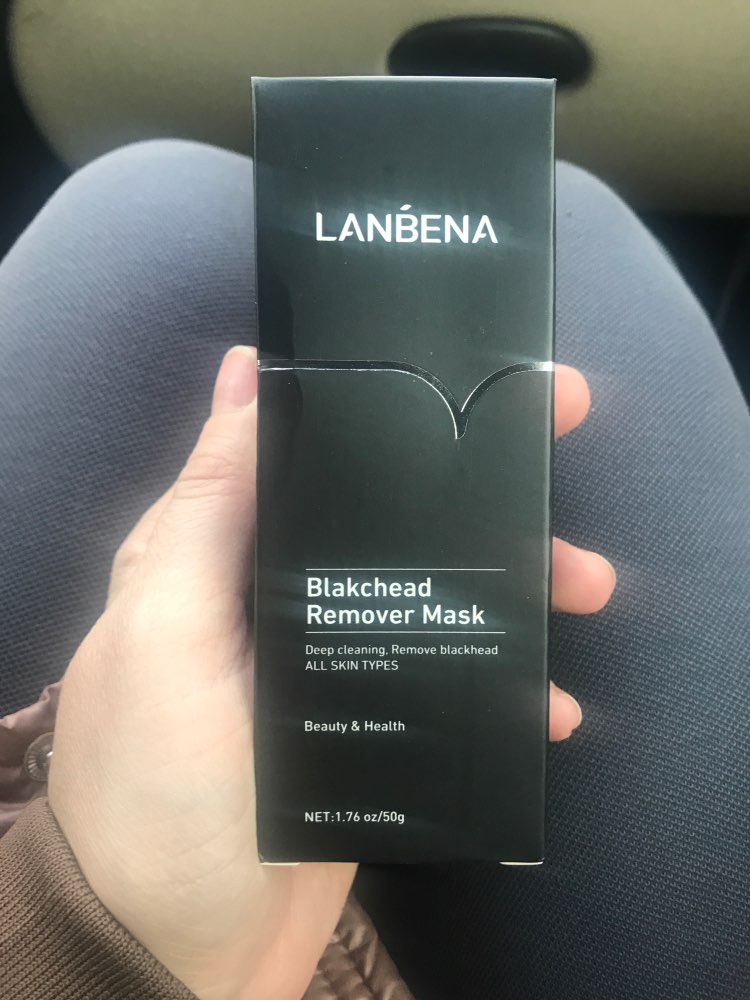 LANBENA
Blakchead
Remover Mask
Deep cleaning, Remove blackhead
ALL SKIN TYPES
Beauty & Health
NET:1.76 oz/50g